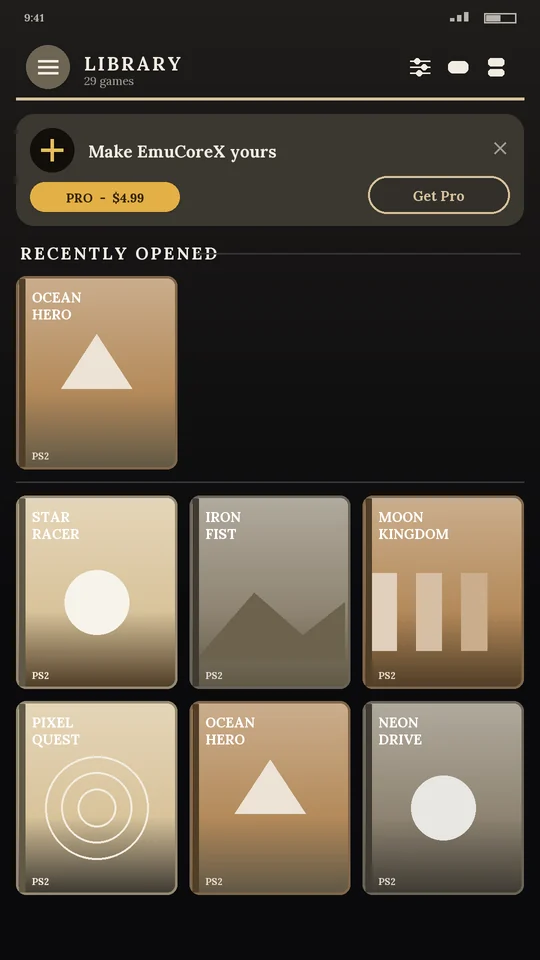 9:41
LIBRARY
29 games
Make EmuCoreX yours
PRO - $4.99
Get Pro
RECENTLY OPENED
OCEAN
HERO
PS2
STAR
RACER
PS2
IRON
FIST
PS2
MOON
KINGDOM
PS2
PIXEL
QUEST
PS2
OCEAN
HERO
PS2
NEON
DRIVE
PS2